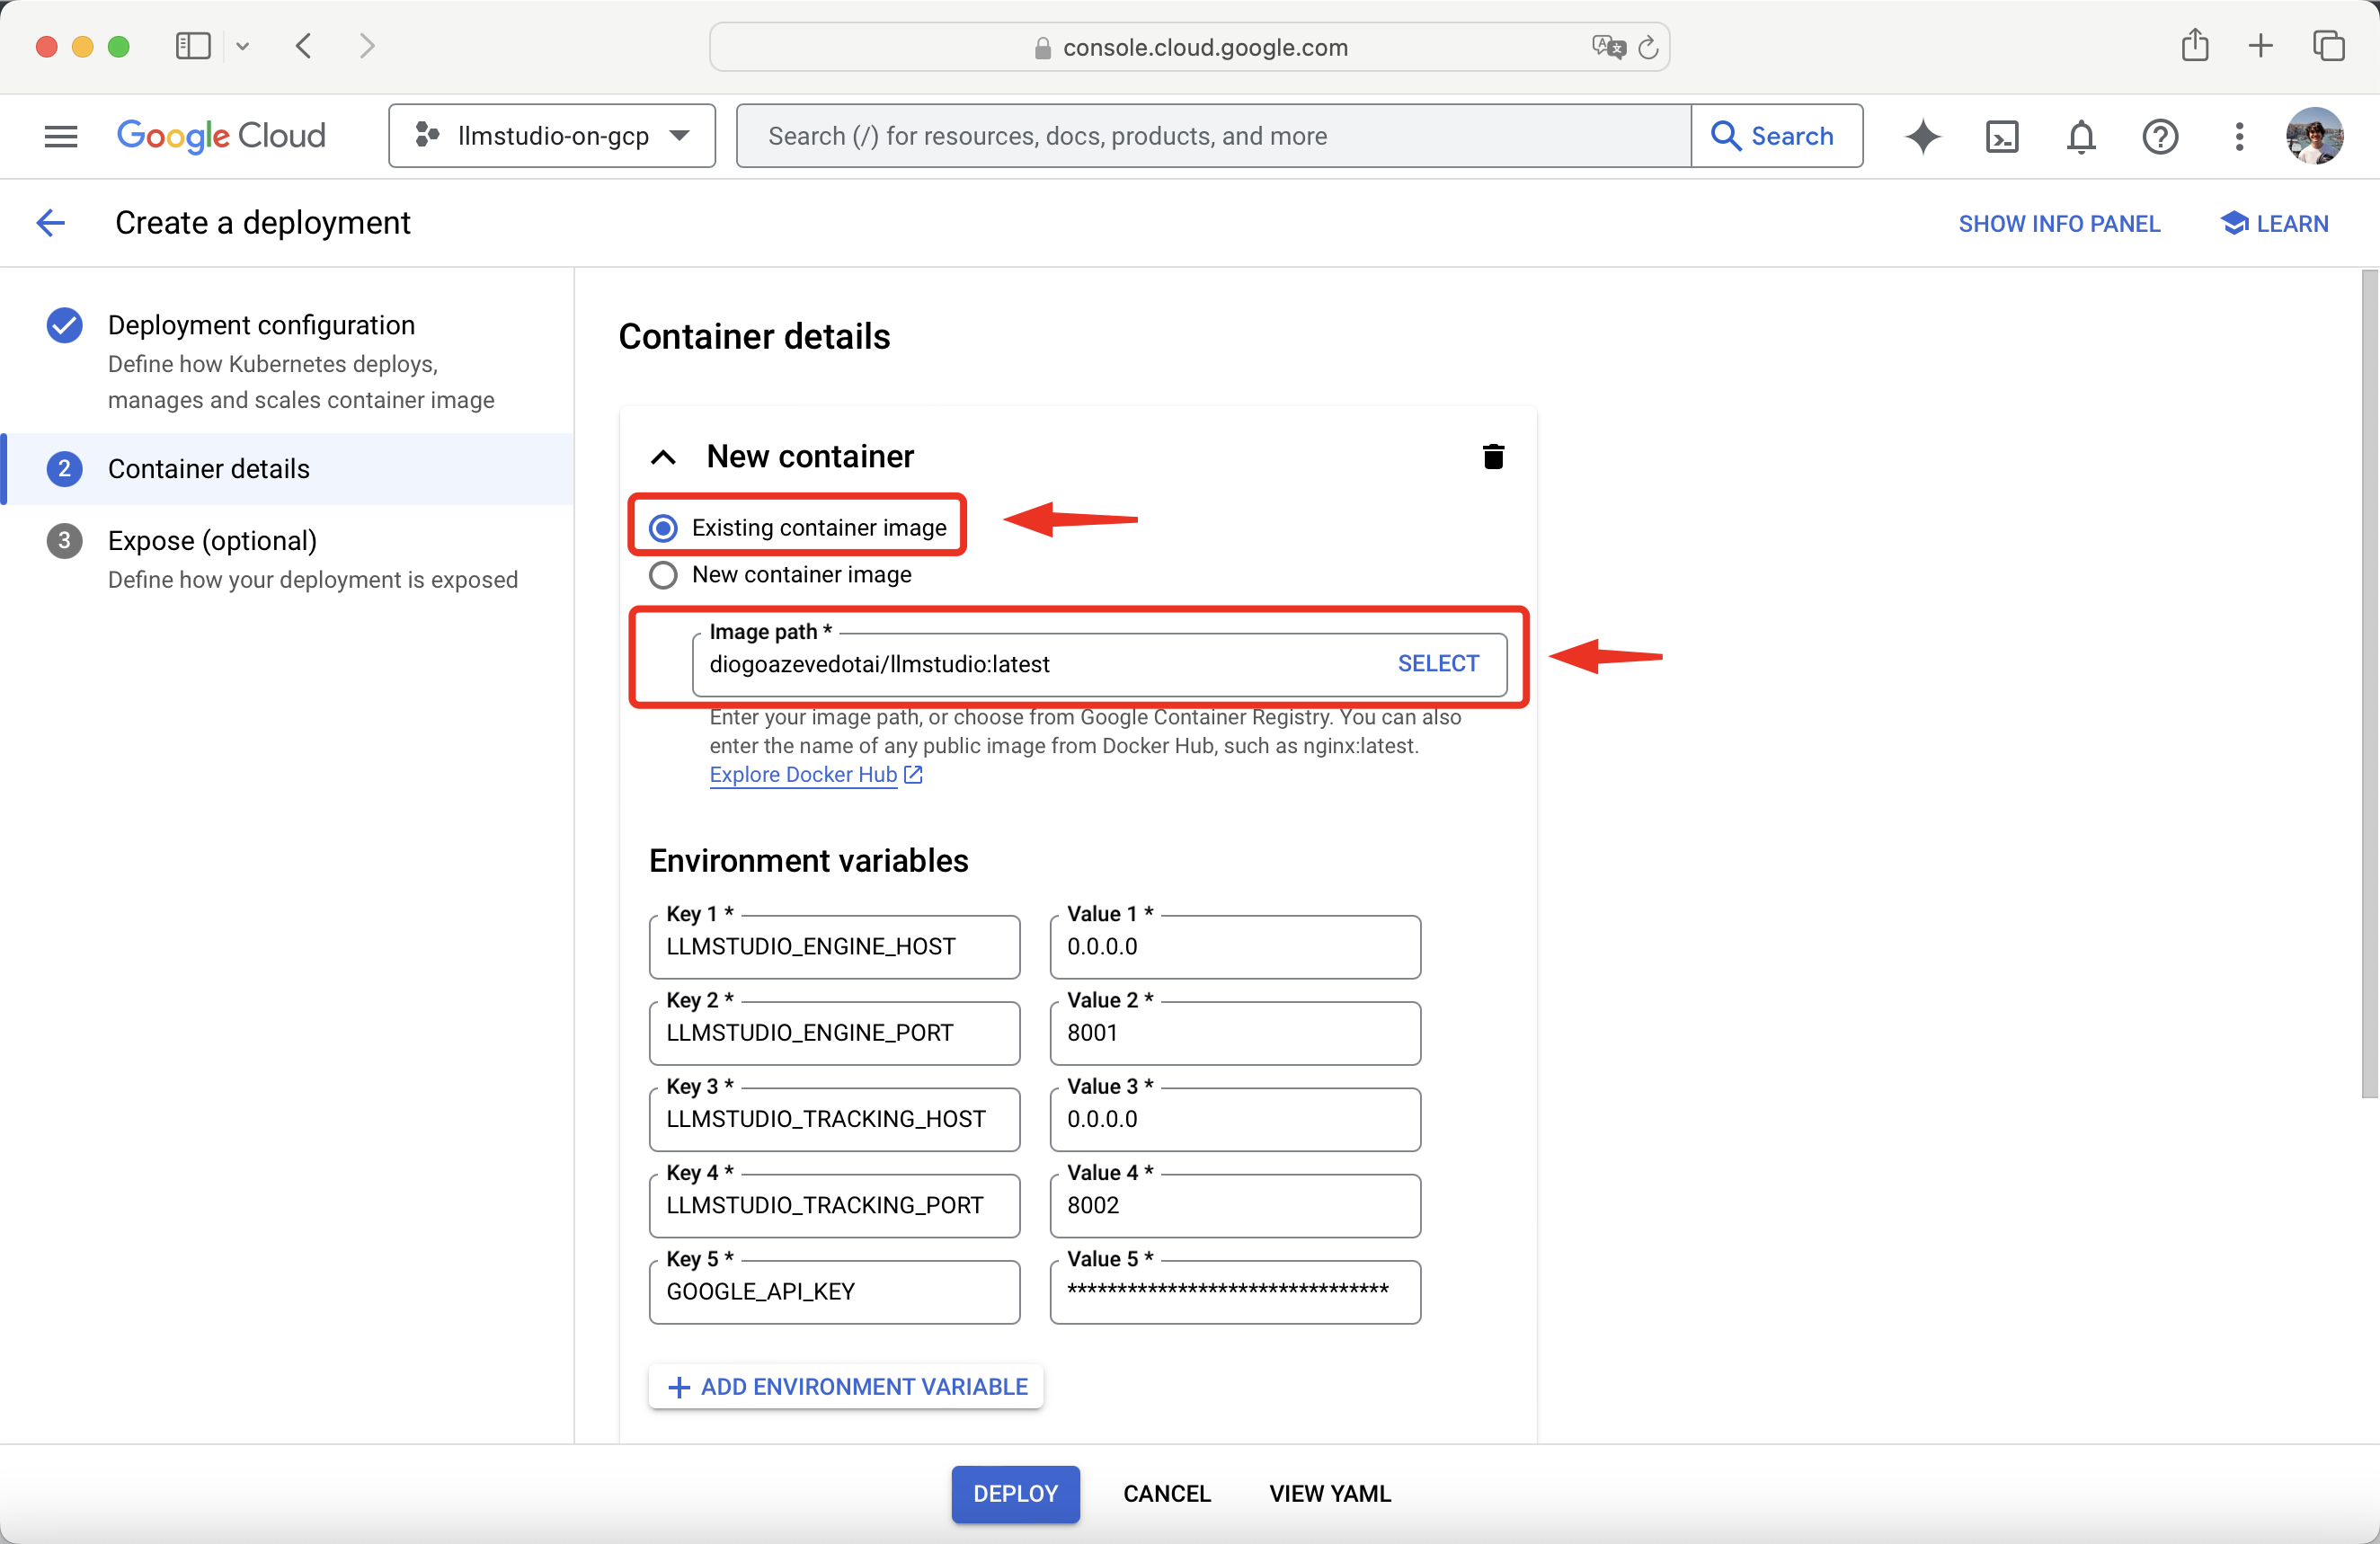 console.cloud.google.com
Google Cloud
llmstudio-on-gcp
Search (/) for resources, docs, products, and more
Search
Create a deployment
SHOW INFO PANEL
LEARN
Deployment configuration
Define how Kubernetes deploys,
manages and scales container image
2
Container details
3
Expose (optional)
Define how your deployment is exposed
Container details
New container
Existing container image
New container image
Image path *
diogoazevedotai/llmstudio:latest
SELECT
Enter your image path, or choose from Google Container Registry. You can also
enter the name of any public image from Docker Hub, such as nginx:latest.
Explore Docker Hub
Environment variables
Key 1 *
LLMSTUDIO_ENGINE_HOST
Value 1 *
0.0.0.0
Key 2 *
LLMSTUDIO_ENGINE_PORT
Value 2 *
8001
Key 3 *
LLMSTUDIO_TRACKING_HOST
Value 3 *
0.0.0.0
Key 4 *
LLMSTUDIO_TRACKING_PORT
Value 4 *
8002
Key 5 *
GOOGLE_API_KEY
Value 5 *
********************************
ADD ENVIRONMENT VARIABLE
DEPLOY
CANCEL
VIEW YAML